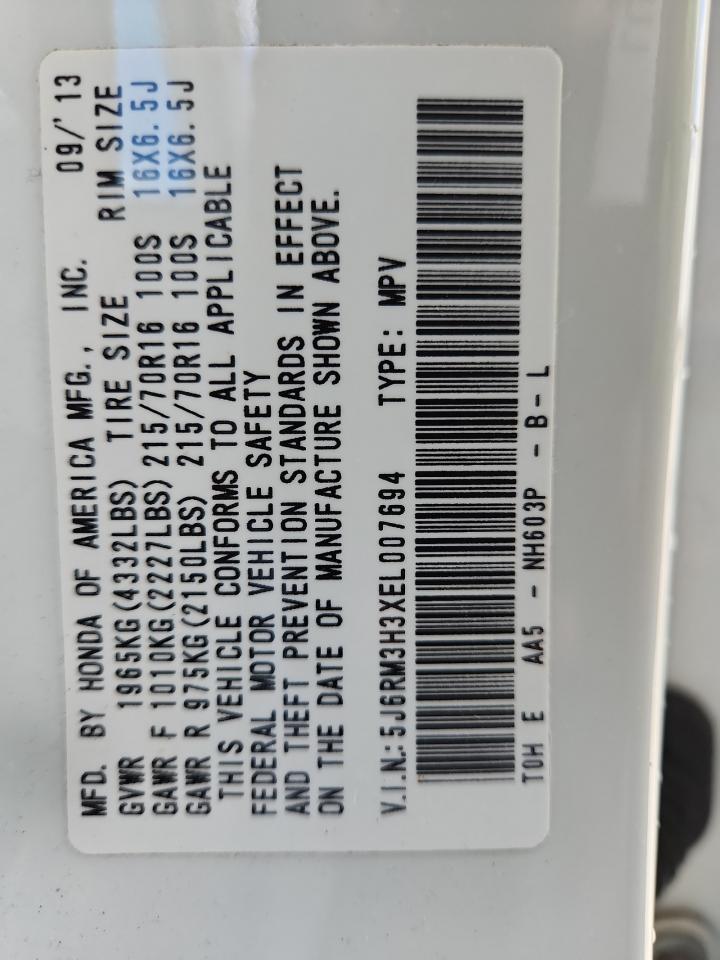 MFD. BY HONDA OF AMERICA MFG., INC. 09/'13
GVWR 1965KG(4332LBS) TIRE SIZE RIM SIZE
GAWR F 1010KG(2227LBS) 215/70R16 100S 16X6.5J
GAWR R 975KG(2150LBS) 215/70R16 100S 16X6.5J
THIS VEHICLE CONFORMS TO ALL APPLICABLE
FEDERAL MOTOR VEHICLE SAFETY
AND THEFT PREVENTION STANDARDS IN EFFECT
ON THE DATE OF MANUFACTURE SHOWN ABOVE.
V.I.N.:5J6RM3H3XEL007694 TYPE: MPV
TOH E AA5 - NH603P - B - L